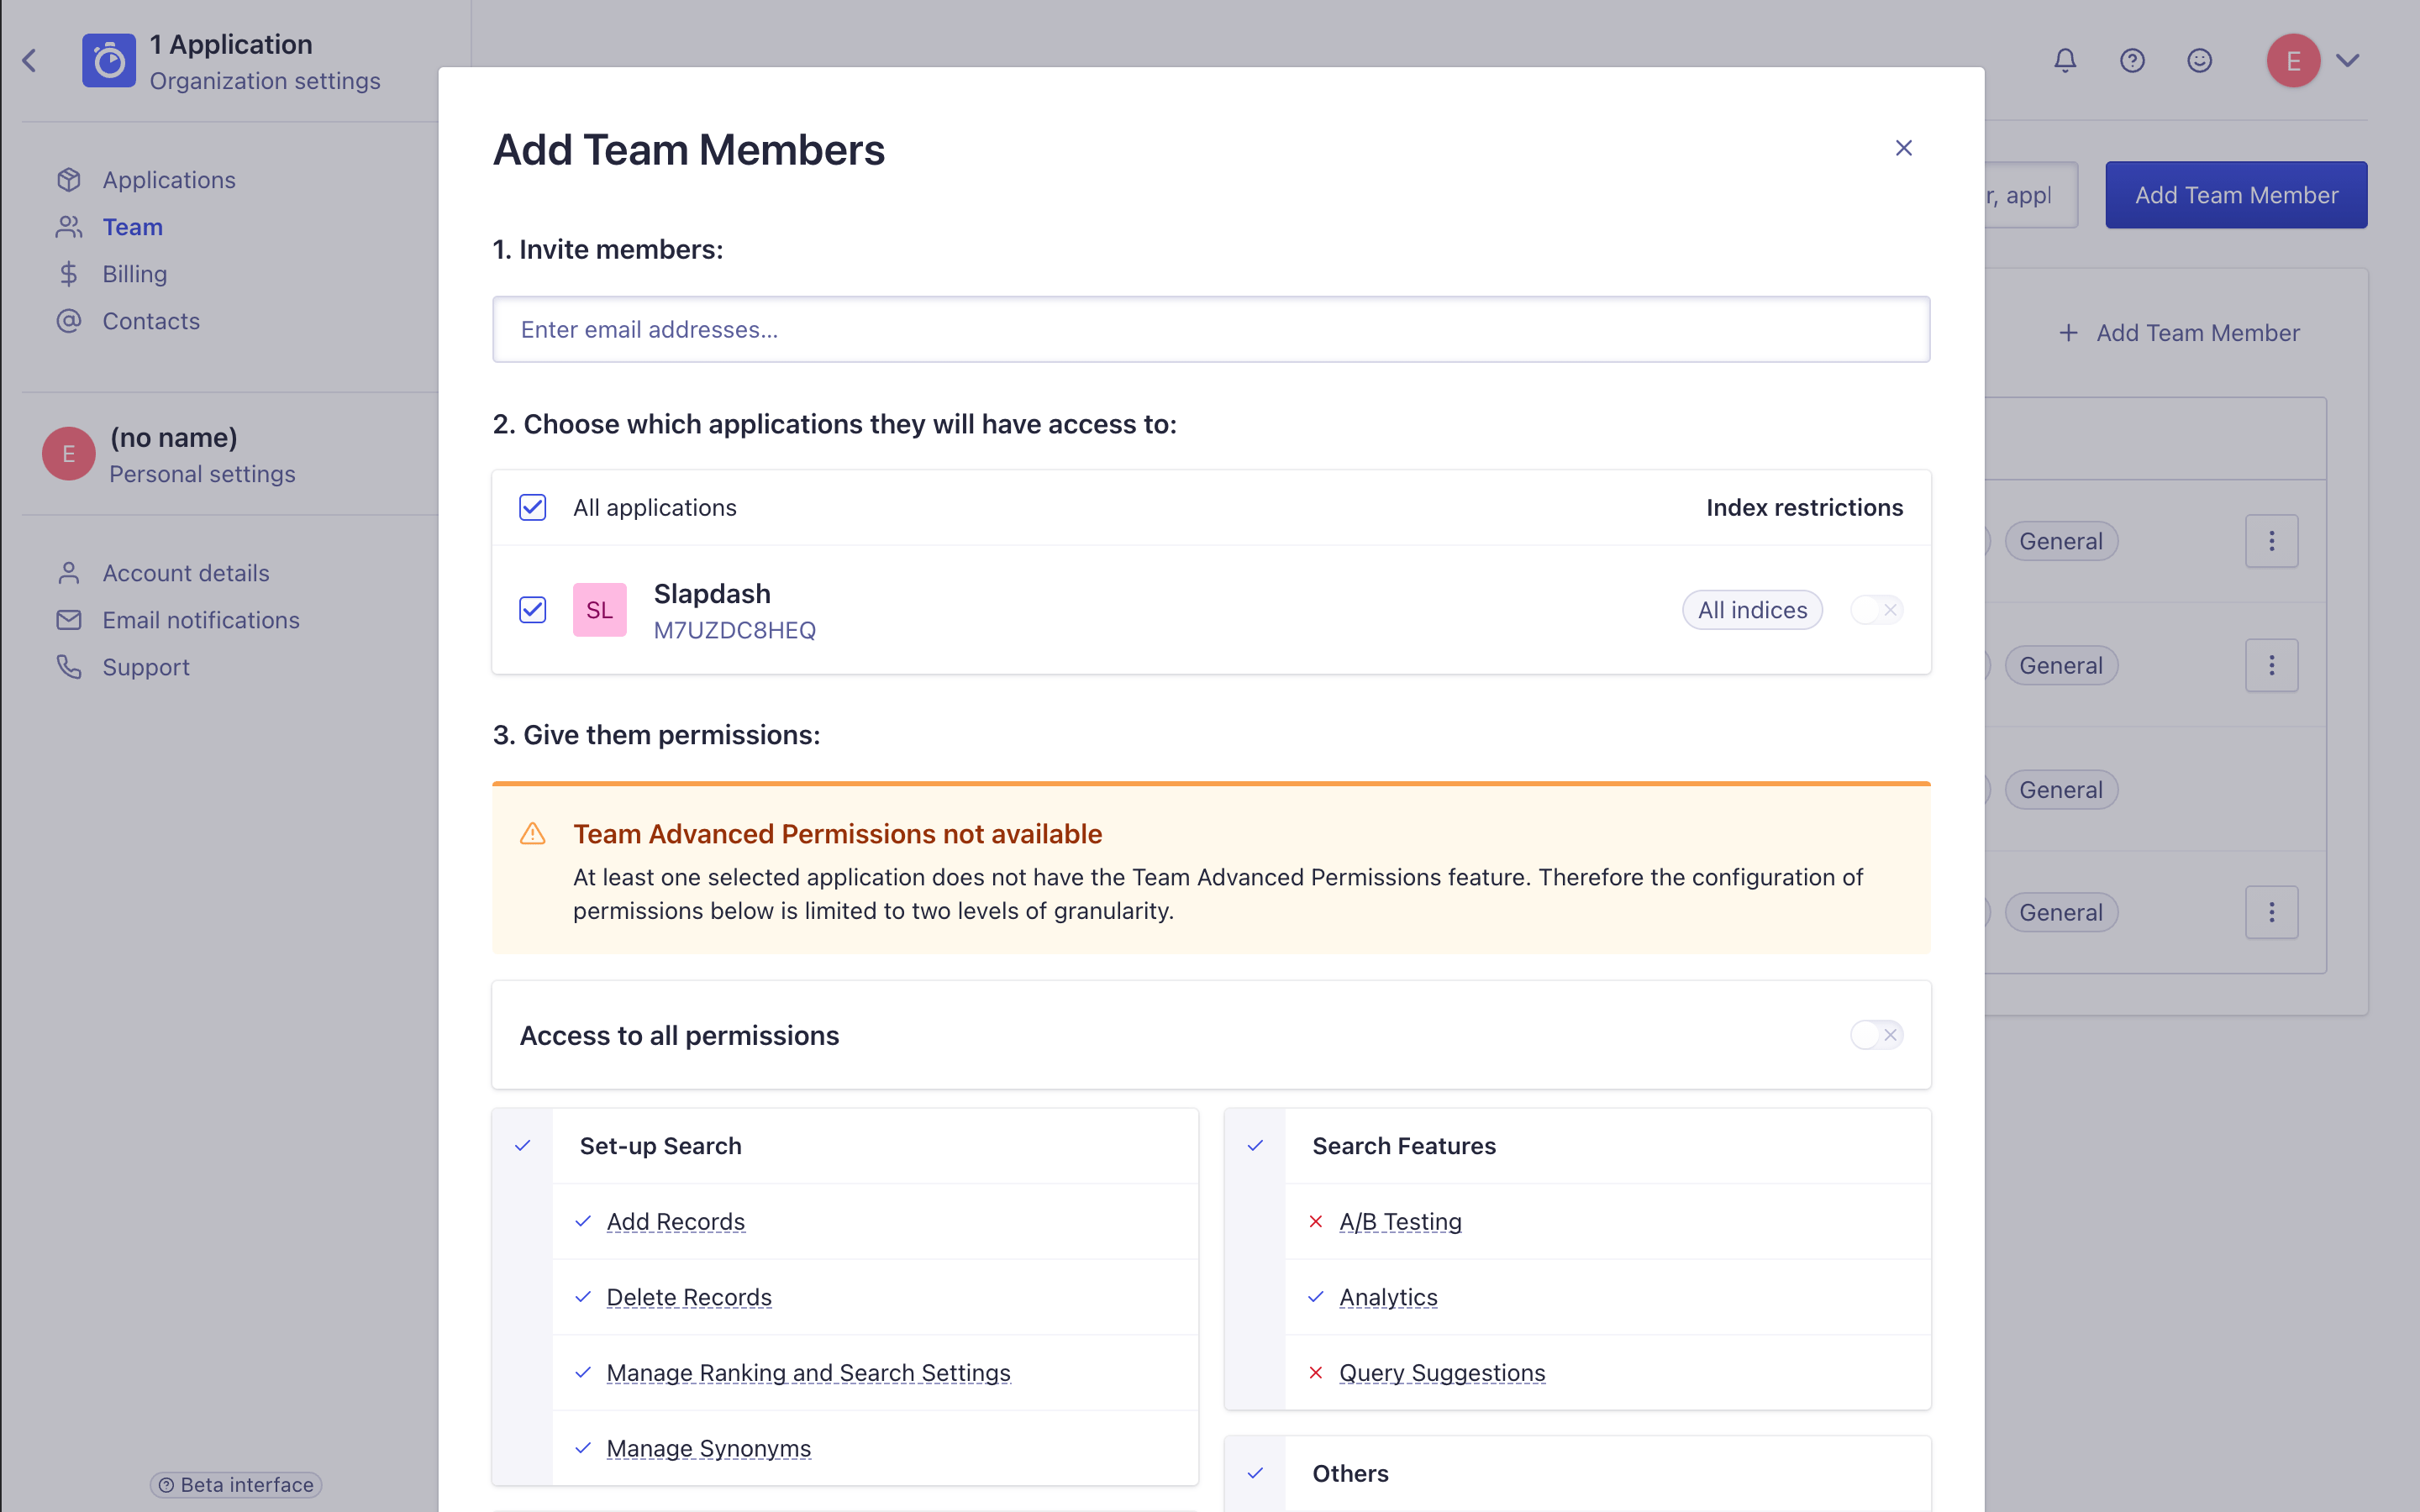 1 Application
Organization settings
Applications
Team
Billing
Contacts
E
(no name)
Personal settings
Account details
Email notifications
Support
Beta interface
E
r, appl
Add Team Member
Add Team Member
General
General
General
General
Add Team Members
1. Invite members:
Enter email addresses...
2. Choose which applications they will have access to:
All applications
Index restrictions
SL
Slapdash
M7UZDC8HEQ
All indices
3. Give them permissions:
Team Advanced Permissions not available
At least one selected application does not have the Team Advanced Permissions feature. Therefore the configuration of
permissions below is limited to two levels of granularity.
Access to all permissions
Set-up Search
Add Records
Delete Records
Manage Ranking and Search Settings
Manage Synonyms
Search Features
A/B Testing
Analytics
Query Suggestions
Others